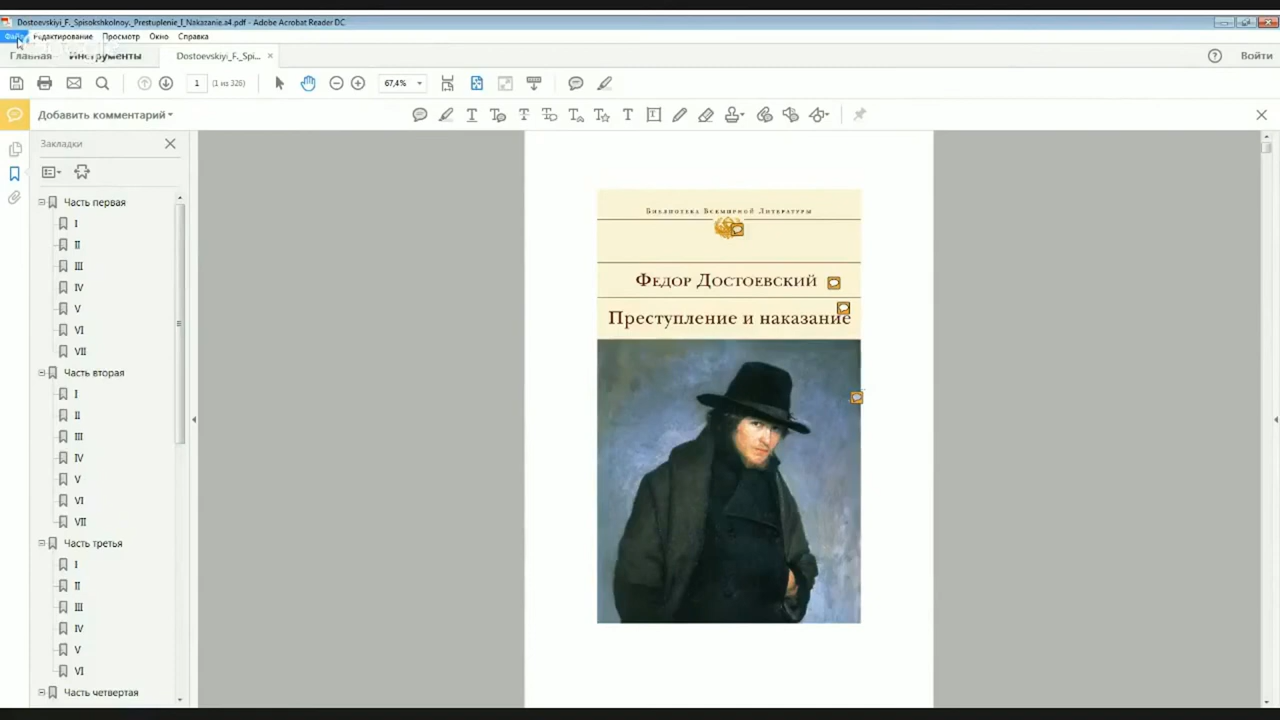 Dostoevskiyi_F._Spisokshkolnoy._Prestuplenie_I_Nakazanie.a4.pdf - Adobe Acrobat Reader DC
Файл Редактирование Просмотр Окно Справка
Главная Инструменты Dostoevskiyi_F._Spi... Войти
1 (1 из 326) 67,4%
Добавить комментарий
Закладки
Часть первая
I
II
III
IV
V
VI
VII
Часть вторая
I
II
III
IV
V
VI
VII
Часть третья
I
II
III
IV
V
VI
Часть четвертая
Библиотека Всемирной Литературы
Федор Достоевский
Преступление и наказание